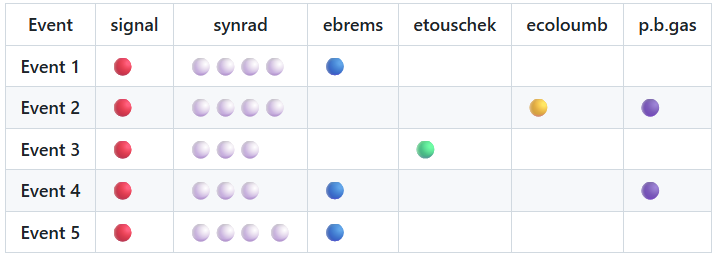 Event signal synrad ebrems etouschek ecoloumb p.b.gas
Event 1
Event 2
Event 3
Event 4
Event 5